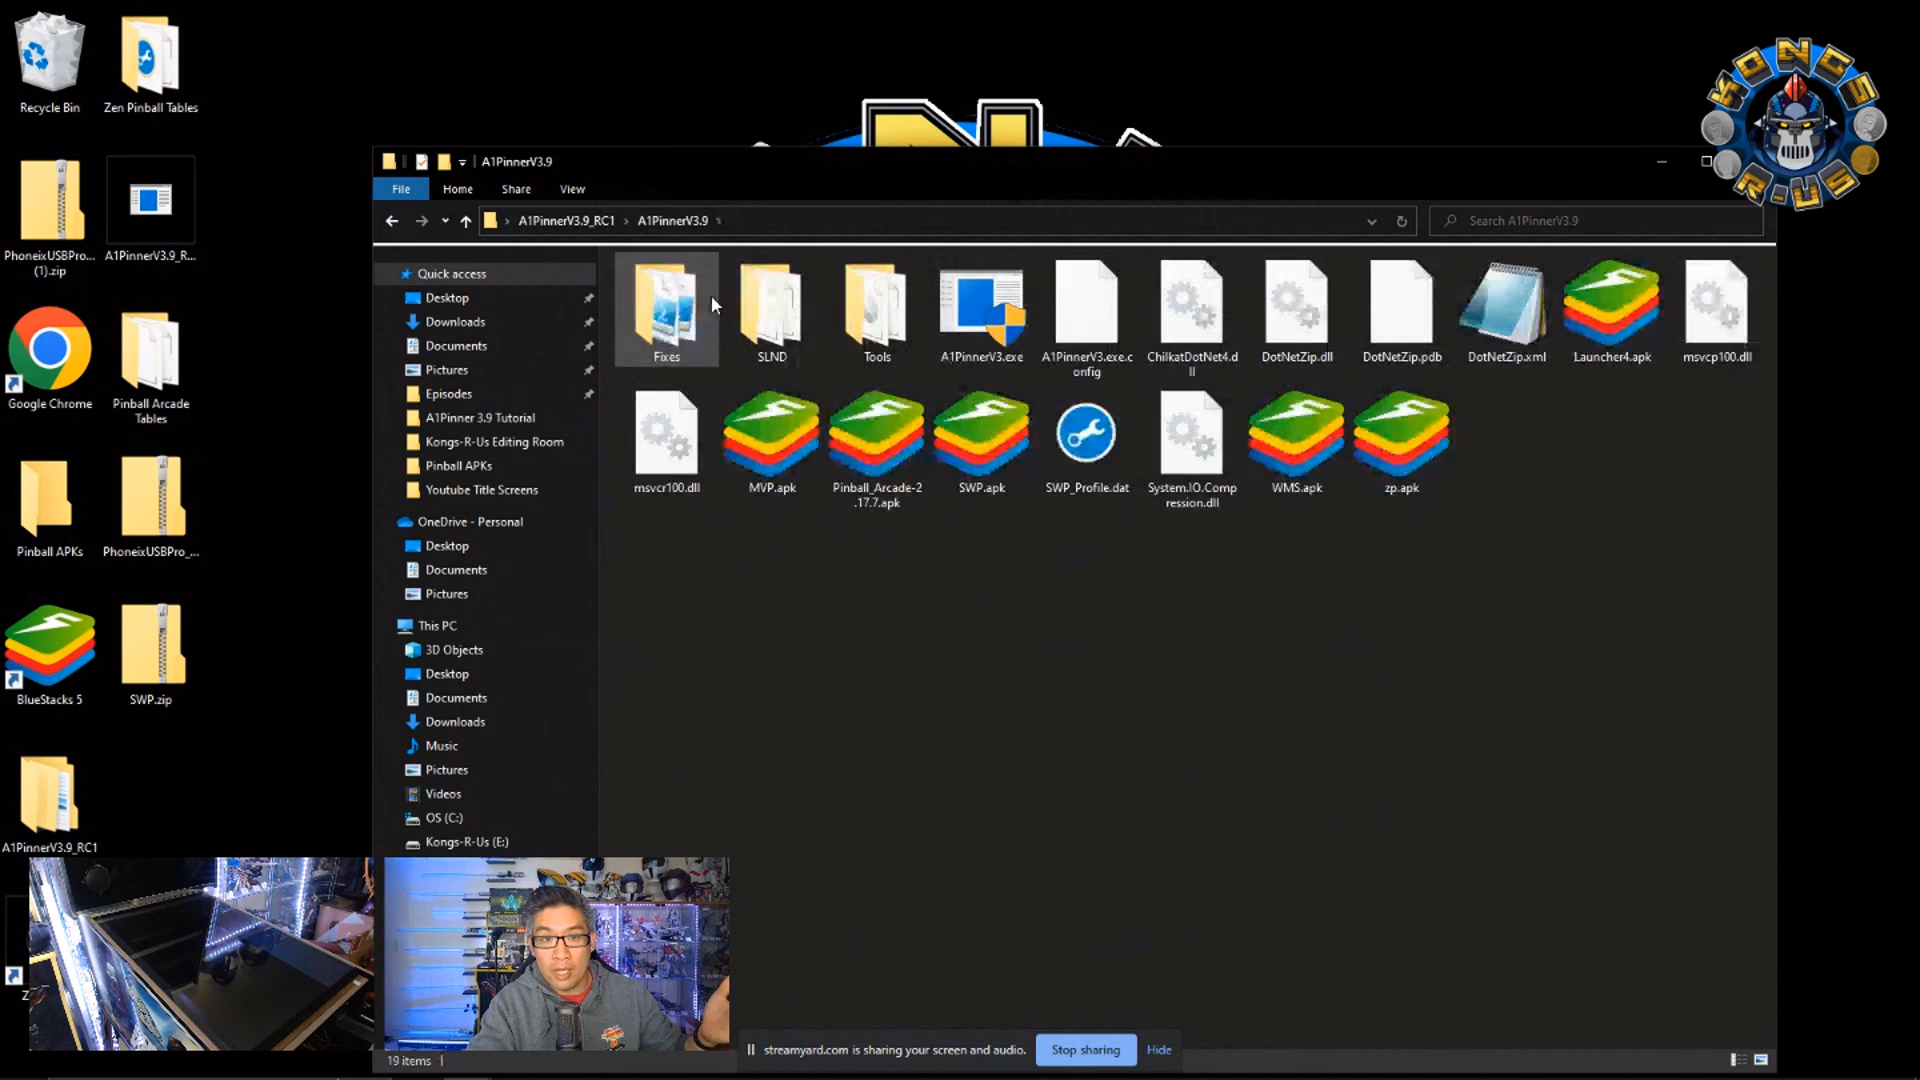 Recycle Bin
Zen Pinball Tables
PhoneixUSBPro...
(1).zip
A1PinnerV3.9_R...
Google Chrome
Pinball Arcade
Tables
Pinball APKs
PhoneixUSBPro_...
BlueStacks 5
SWP.zip
A1PinnerV3.9_RC1
Z
KONGS
R-US
N
A1PinnerV3.9
File
Home
Share
View
A1PinnerV3.9_RC1
A1PinnerV3.9
Search A1PinnerV3.9
Quick access
Desktop
Downloads
Documents
Pictures
Episodes
A1Pinner 3.9 Tutorial
Kongs-R-Us Editing Room
Pinball APKs
Youtube Title Screens
OneDrive - Personal
Desktop
Documents
Pictures
This PC
3D Objects
Desktop
Documents
Downloads
Music
Pictures
Videos
OS (C:)
Kongs-R-Us (E:)
Fixes
SLND
Tools
A1PinnerV3.exe
A1PinnerV3.exe.c
onfig
ChilkatDotNet4.d
ll
DotNetZip.dll
DotNetZip.pdb
DotNetZip.xml
Launcher4.apk
msvcp100.dll
msvcr100.dll
MVP.apk
Pinball_Arcade-2
.17.7.apk
SWP.apk
SWP_Profile.dat
System.IO.Comp
ression.dll
WMS.apk
zp.apk
19 items
streamyard.com is sharing your screen and audio.
Stop sharing
Hide